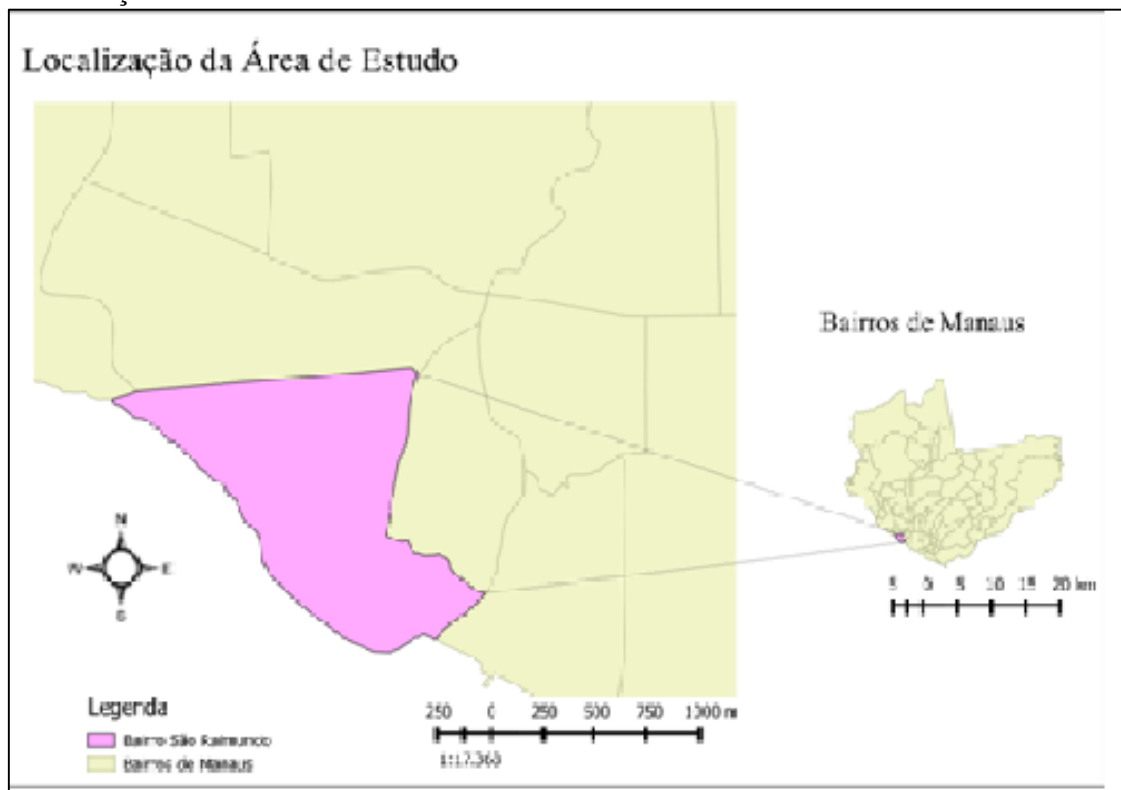 Localização da Área de Estudo
Bairros de Manaus
N
W E
S
5 0 5 10 15 20 km
Legenda
Bairro São Raimundo
Bairros de Manaus
250 0 250 500 750 1000 m